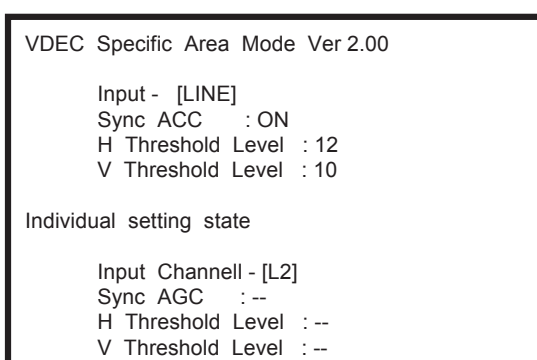 VDEC Specific Area Mode Ver 2.00
Input - [LINE]
Sync ACC : ON
H Threshold Level : 12
V Threshold Level : 10
Individual setting state
Input Channell - [L2]
Sync AGC : --
H Threshold Level : --
V Threshold Level : --